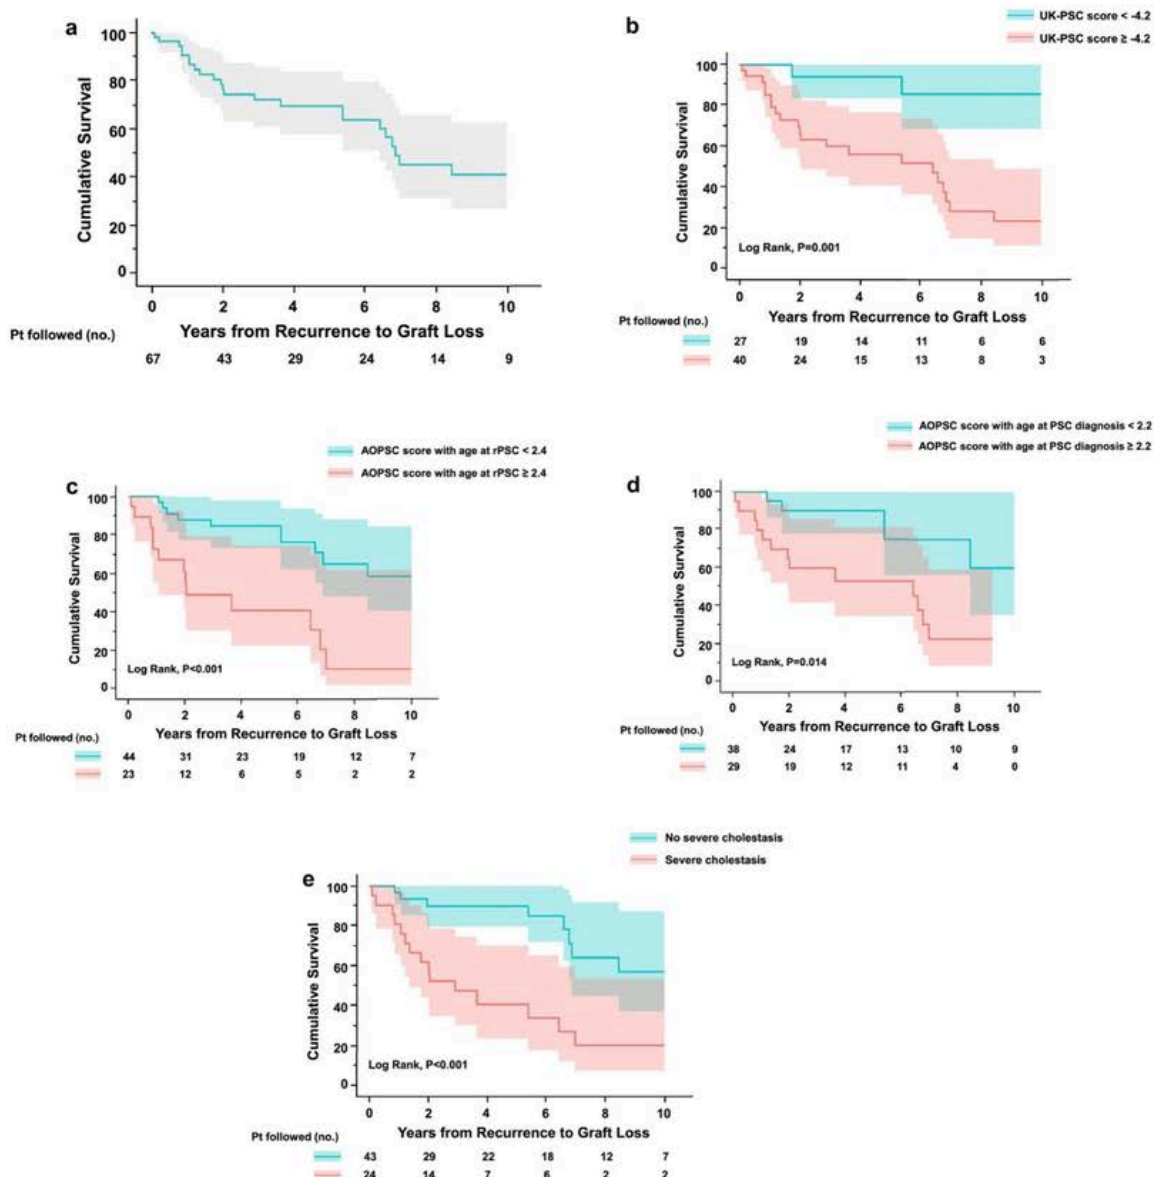 a
Cumulative Survival
100
80
60
40
20
0
0 2 4 6 8 10
Years from Recurrence to Graft Loss
Pt followed (no.)
67 43 29 24 14 9
b
UK-PSC score < -4.2
UK-PSC score ≥ -4.2
Cumulative Survival
100
80
60
40
20
0
Log Rank, P=0.001
0 2 4 6 8 10
Years from Recurrence to Graft Loss
Pt followed (no.)
27 19 14 11 6 6
40 24 15 13 8 3
c
AOPSC score with age at rPSC < 2.4
AOPSC score with age at rPSC ≥ 2.4
Cumulative Survival
100
80
60
40
20
0
Log Rank, P<0.001
0 2 4 6 8 10
Years from Recurrence to Graft Loss
Pt followed (no.)
44 31 23 19 12 7
23 12 6 5 2 2
d
AOPSC score with age at PSC diagnosis < 2.2
AOPSC score with age at PSC diagnosis ≥ 2.2
Cumulative Survival
100
80
60
40
20
0
Log Rank, P=0.014
0 2 4 6 8 10
Years from Recurrence to Graft Loss
Pt followed (no.)
38 24 17 13 10 9
29 19 12 11 4 0
e
No severe cholestasis
Severe cholestasis
Cumulative Survival
100
80
60
40
20
0
Log Rank, P<0.001
0 2 4 6 8 10
Years from Recurrence to Graft Loss
Pt followed (no.)
43 29 22 18 12 7
24 14 7 6 2 2